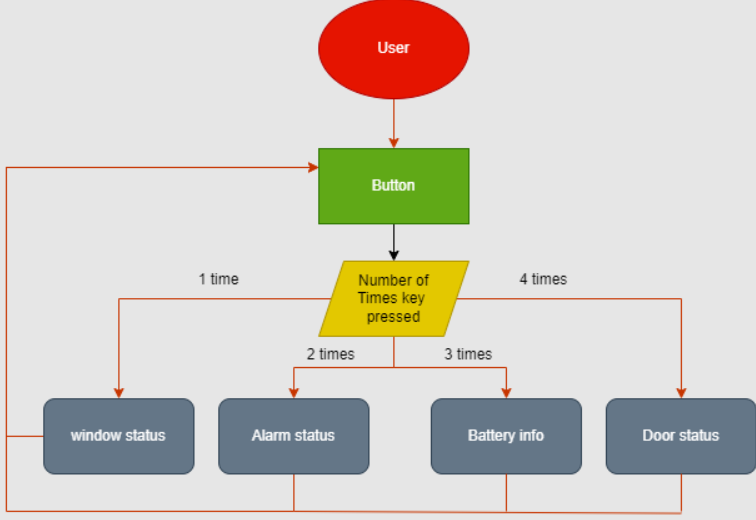 User
Button
Number of
Times key
pressed
1 time
4 times
2 times
3 times
window status
Alarm status
Battery info
Door status